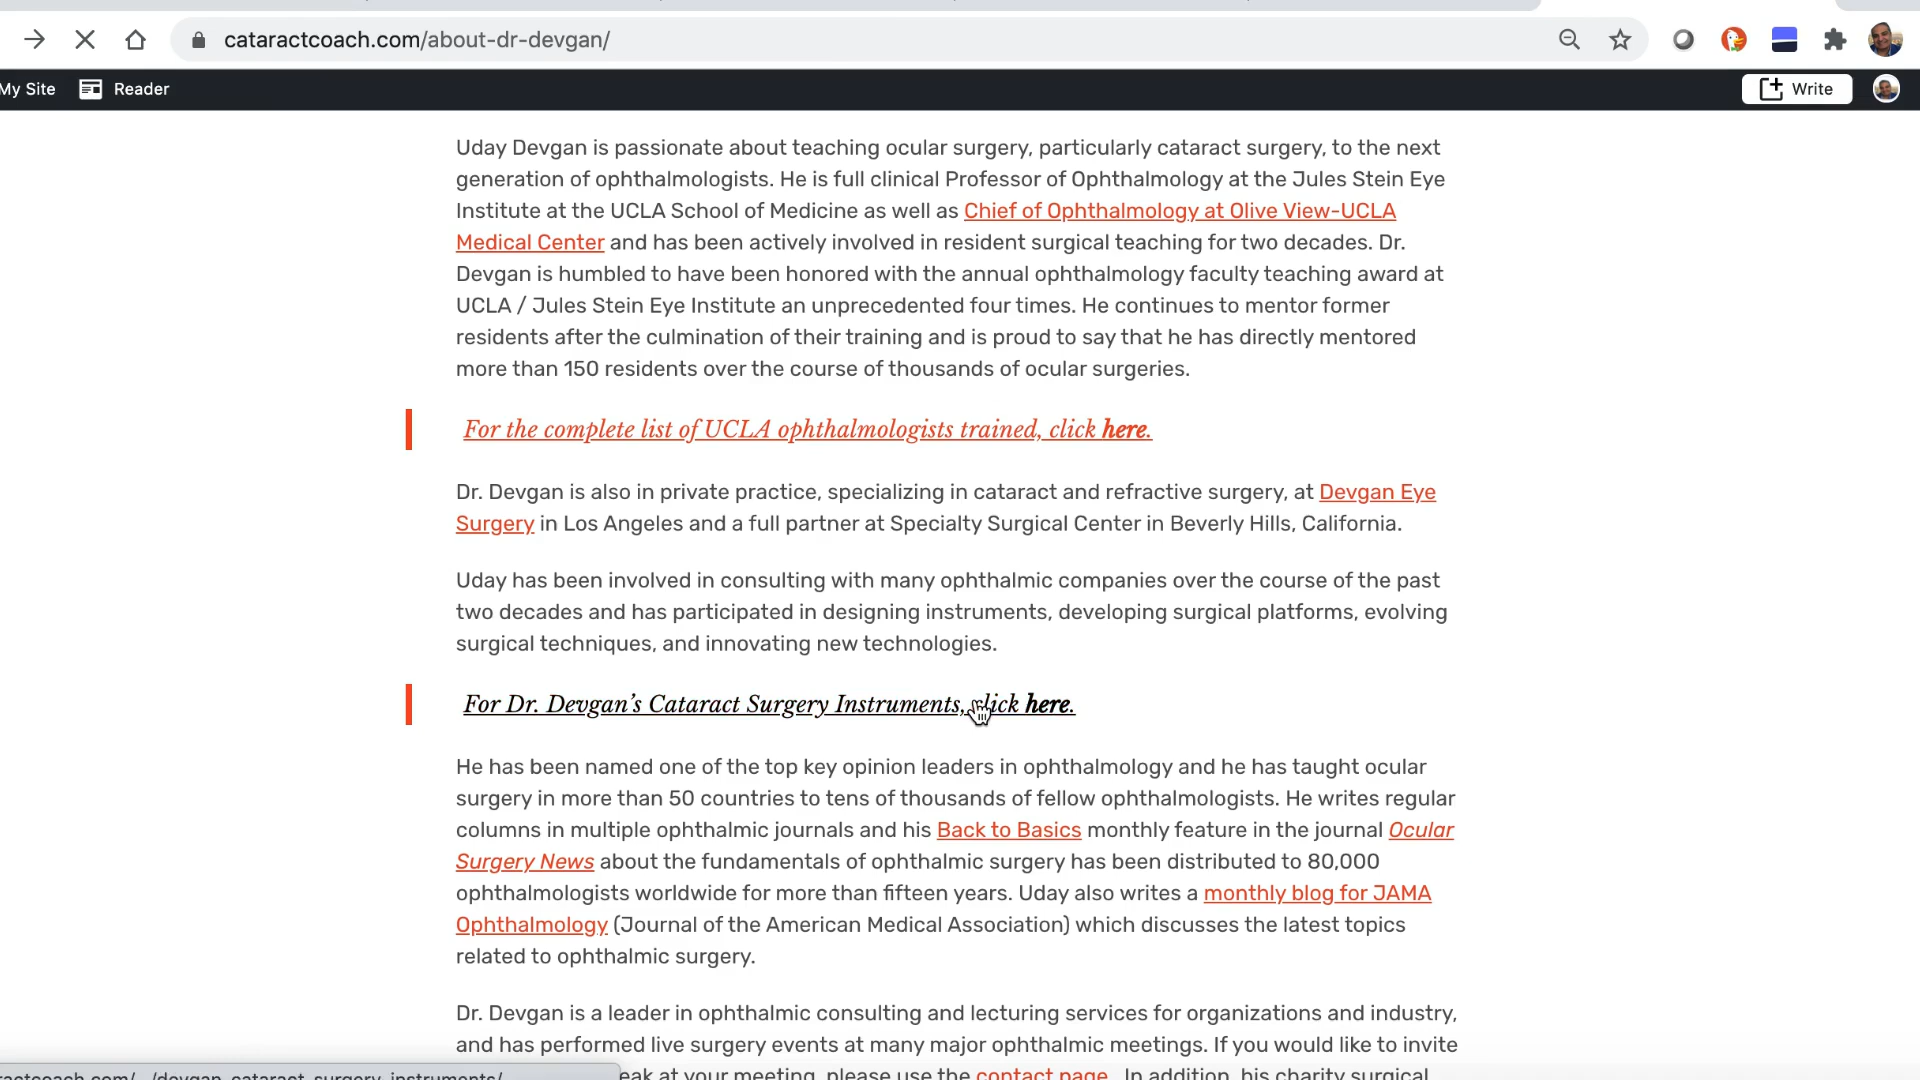 cataractcoach.com/about-dr-devgan/
My Site Reader Write
Uday Devgan is passionate about teaching ocular surgery, particularly cataract surgery, to the next
generation of ophthalmologists. He is full clinical Professor of Ophthalmology at the Jules Stein Eye
Institute at the UCLA School of Medicine as well as Chief of Ophthalmology at Olive View-UCLA
Medical Center and has been actively involved in resident surgical teaching for two decades. Dr.
Devgan is humbled to have been honored with the annual ophthalmology faculty teaching award at
UCLA / Jules Stein Eye Institute an unprecedented four times. He continues to mentor former
residents after the culmination of their training and is proud to say that he has directly mentored
more than 150 residents over the course of thousands of ocular surgeries.
For the complete list of UCLA ophthalmologists trained, click here.
Dr. Devgan is also in private practice, specializing in cataract and refractive surgery, at Devgan Eye
Surgery in Los Angeles and a full partner at Specialty Surgical Center in Beverly Hills, California.
Uday has been involved in consulting with many ophthalmic companies over the course of the past
two decades and has participated in designing instruments, developing surgical platforms, evolving
surgical techniques, and innovating new technologies.
For Dr. Devgan’s Cataract Surgery Instruments, click here.
He has been named one of the top key opinion leaders in ophthalmology and he has taught ocular
surgery in more than 50 countries to tens of thousands of fellow ophthalmologists. He writes regular
columns in multiple ophthalmic journals and his Back to Basics monthly feature in the journal Ocular
Surgery News about the fundamentals of ophthalmic surgery has been distributed to 80,000
ophthalmologists worldwide for more than fifteen years. Uday also writes a monthly blog for JAMA
Ophthalmology (Journal of the American Medical Association) which discusses the latest topics
related to ophthalmic surgery.
Dr. Devgan is a leader in ophthalmic consulting and lecturing services for organizations and industry,
and has performed live surgery events at many major ophthalmic meetings. If you would like to invite
eak at your meeting, please use the contact page. In addition, his charity surgical